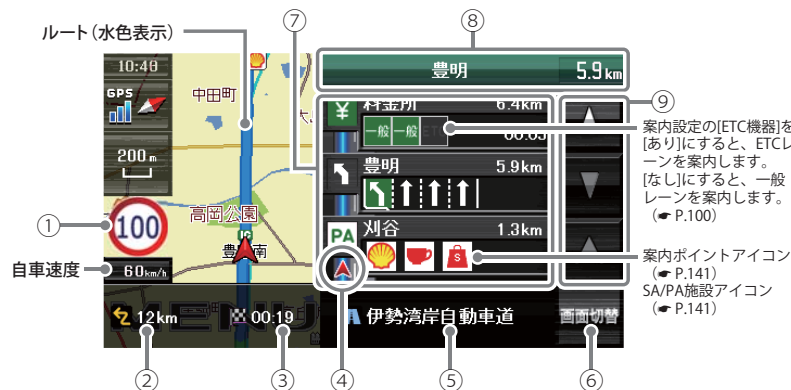 ⑦
⑧
ルート（水色表示）
10:40
GPS
200m
中田町
高岡公園
豊 南
豊明 5.9km
料金所 6.4km
一般 一般 ETC
00:05
豊明 5.9km
PA 刈谷 1.3km
⑨
案内設定の[ETC機器]を
[あり]にすると、ETCレ
ーンを案内します。
[なし]にすると、一般
レーンを案内します。
（☛ P.100）
案内ポイントアイコン
（☛ P.141）
SA/PA施設アイコン
（☛ P.141）
①
100
自車速度
60km/h
MENU
12km
00:19
伊勢湾岸自動車道
画面切替
②
③
④
⑤
⑥